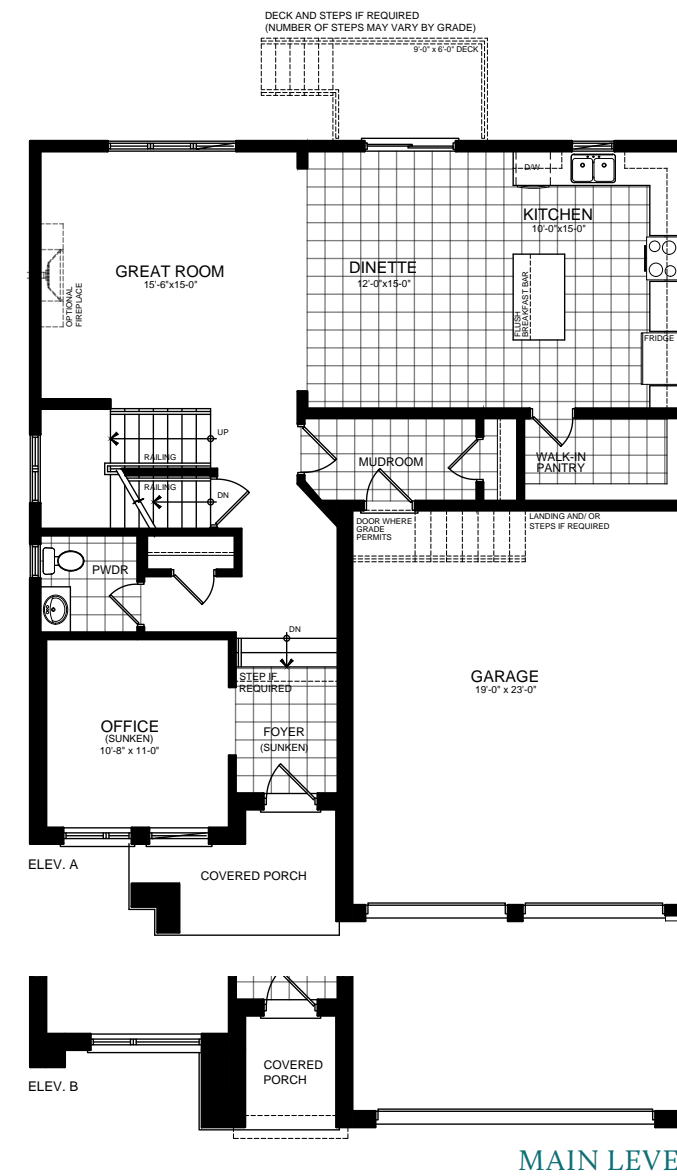 DECK AND STEPS IF REQUIRED
(NUMBER OF STEPS MAY VARY BY GRADE)
9'-0" x 6'-0" DECK
D/W
KITCHEN
10'-0"x15'-0"
GREAT ROOM
15'-6"x15'-0"
DINETTE
12'-0"x15'-0"
OPTIONAL
FIREPLACE
FLUSH
BREAKFAST BAR
FRIDGE
UP
RAILING
MUDROOM
WALK-IN
PANTRY
RAILING
DN
DOOR WHERE
GRADE
PERMITS
LANDING AND/ OR
STEPS IF REQUIRED
PWDR
DN
STEP IF
REQUIRED
GARAGE
19'-0" x 23'-0"
OFFICE
(SUNKEN)
10'-8" x 11-0"
FOYER
(SUNKEN)
ELEV. A
COVERED PORCH
COVERED
PORCH
ELEV. B
MAIN LEVE